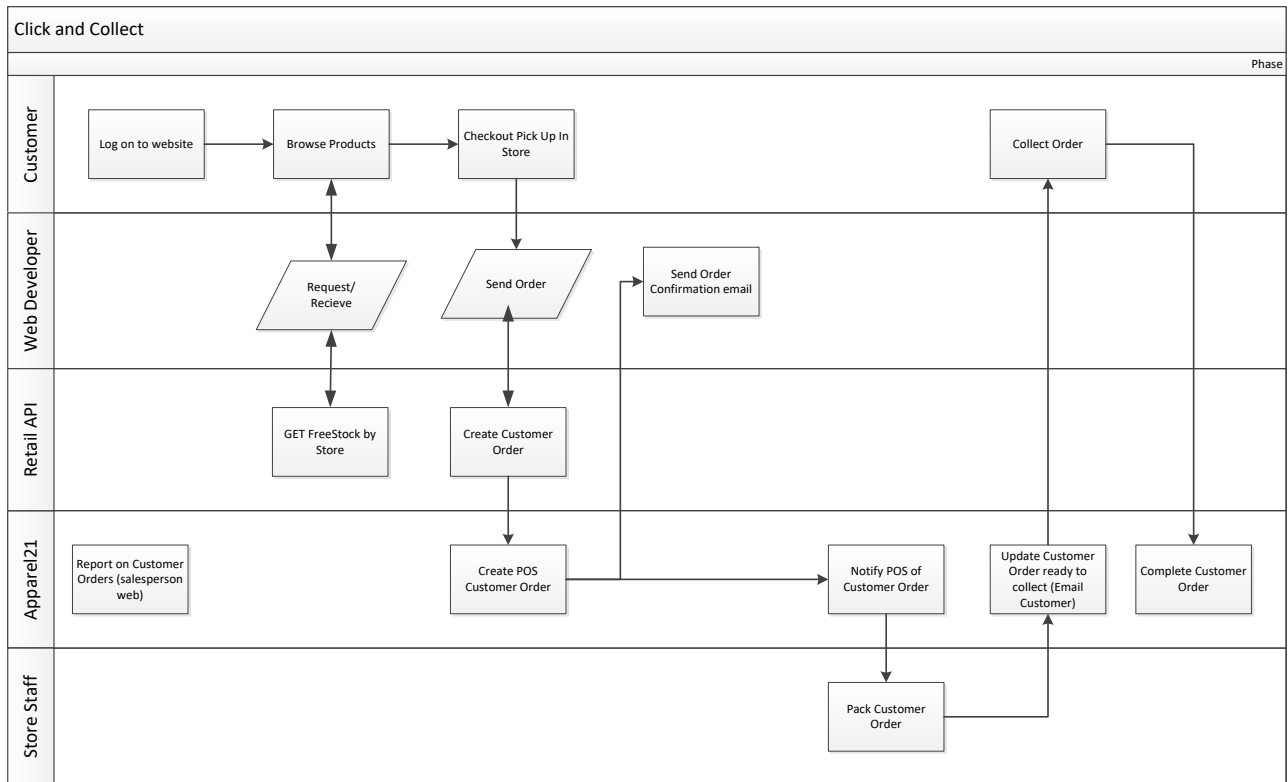 Click and Collect
Phase
Customer
Log on to website
Browse Products
Checkout Pick Up In
Store
Collect Order
Web Developer
Request/
Recieve
Send Order
Send Order
Confirmation email
Retail API
GET FreeStock by
Store
Create Customer
Order
Apparel21
Report on Customer
Orders (salesperson
web)
Create POS
Customer Order
Notify POS of
Customer Order
Update Customer
Order ready to
collect (Email
Customer)
Complete Customer
Order
Store Staff
Pack Customer
Order